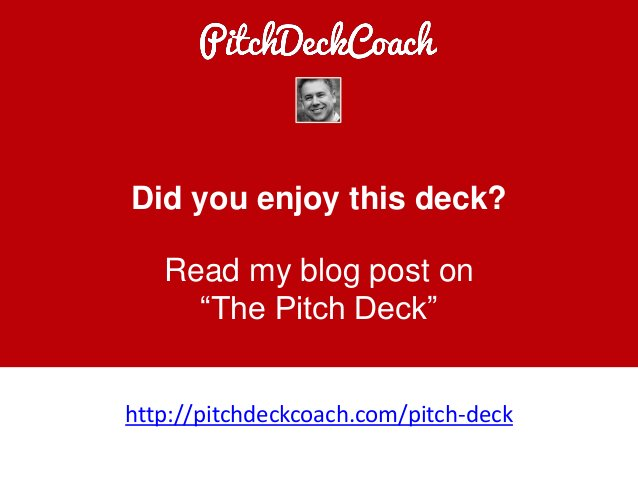 PitchDeckCoach
Did you enjoy this deck?
Read my blog post on
“The Pitch Deck”
http://pitchdeckcoach.com/pitch-deck